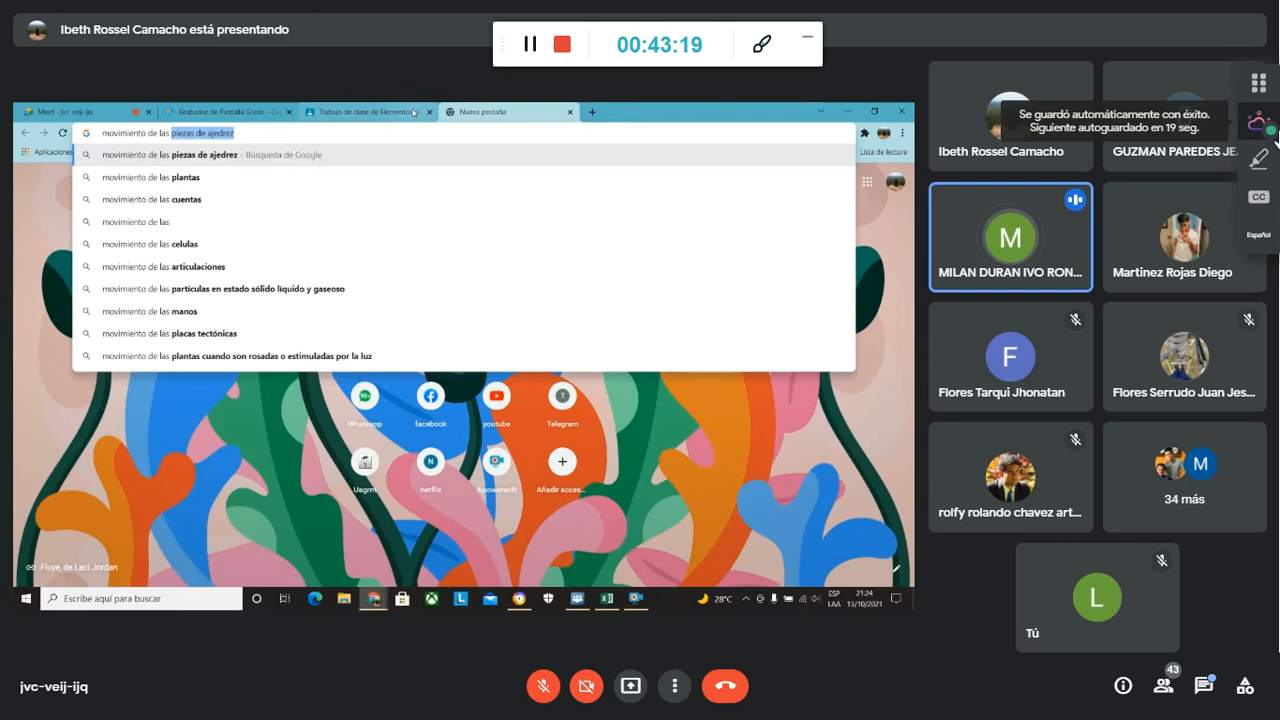 Ibeth Rossel Camacho está presentando
00:43:19
Meet - jvc-veij-ijq
Grabador de Pantalla Gratis
Trabajo de clase de Elementos
Nueva pestaña
movimiento de las piezas de ajedrez
movimiento de las piezas de ajedrez - Búsqueda de Google
movimiento de las plantas
movimiento de las cuentas
movimiento de las
movimiento de las celulas
movimiento de las articulaciones
movimiento de las partículas en estado sólido líquido y gaseoso
movimiento de las manos
movimiento de las placas tectónicas
movimiento de las plantas cuando son rosadas o estimuladas por la luz
Aplicaciones
Lista de lectura
99+
Whatsapp
facebook
youtube
T
Telegram
Uagrm
N
netflix
Apowersoft
Añadir acces...
Fluye, de Laci Jordan
Escribe aquí para buscar
L
28°C
ESP
LAA
21:24
13/10/2021
Se guardó automáticamente con éxito.
Siguiente autoguardado en 19 seg.
Ibeth Rossel Camacho
GUZMAN PAREDES JE
CC
Español
M
MILAN DURAN IVO RON...
Martinez Rojas Diego
F
Flores Tarqui Jhonatan
Flores Serrudo Juan Jes...
rolfy rolando chavez art...
M
34 más
L
Tú
jvc-veij-ijq
43